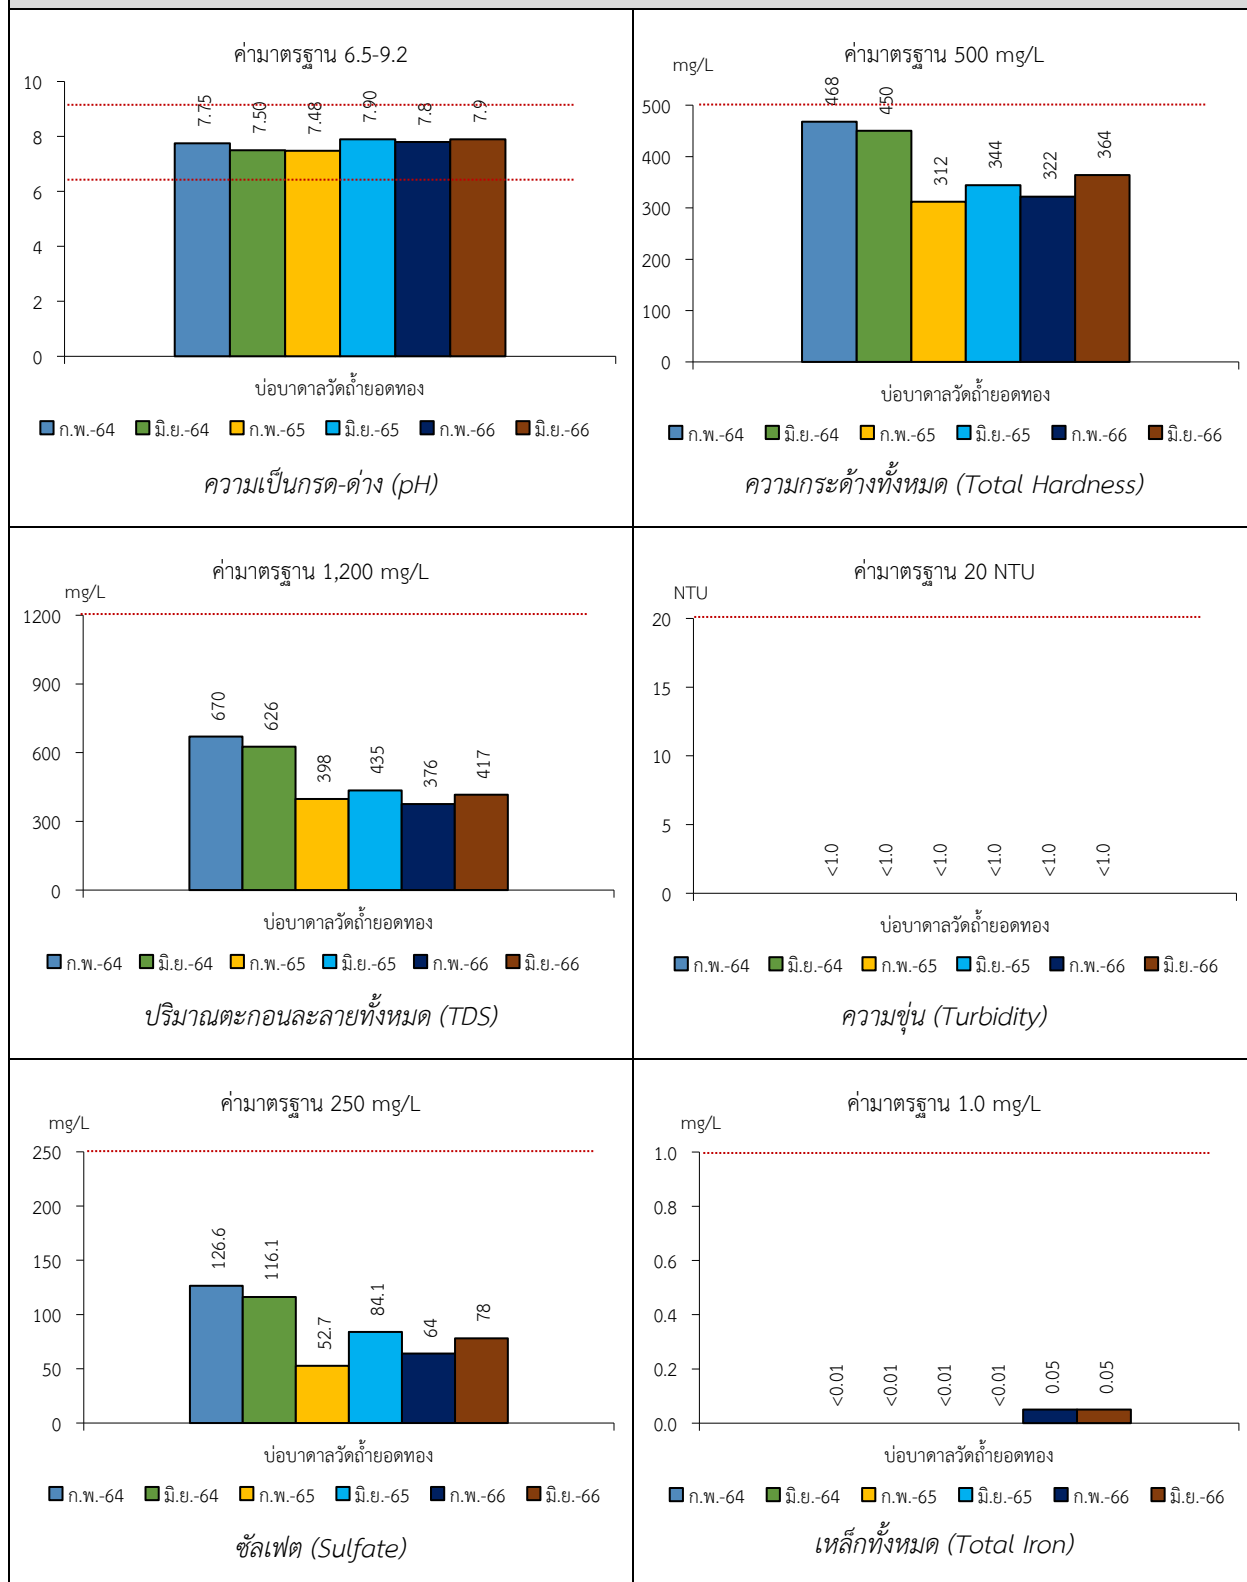 ค่ามาตรฐาน 6.5-9.2
10
8
6
4
2
0
7.75
7.50
7.48
7.90
7.8
7.9
บ่อบาดาลวัดถ้ำยอดทอง
ก.พ.-64 มิ.ย.-64 ก.พ.-65 มิ.ย.-65 ก.พ.-66 มิ.ย.-66
ความเป็นกรด-ด่าง (pH)
ค่ามาตรฐาน 500 mg/L
mg/L
500
400
300
200
100
0
468
450
312
344
322
364
บ่อบาดาลวัดถ้ำยอดทอง
ก.พ.-64 มิ.ย.-64 ก.พ.-65 มิ.ย.-65 ก.พ.-66 มิ.ย.-66
ความกระด้างทั้งหมด (Total Hardness)
ค่ามาตรฐาน 1,200 mg/L
mg/L
1200
900
600
300
0
670
626
398
435
376
417
บ่อบาดาลวัดถ้ำยอดทอง
ก.พ.-64 มิ.ย.-64 ก.พ.-65 มิ.ย.-65 ก.พ.-66 มิ.ย.-66
ปริมาณตะกอนละลายทั้งหมด (TDS)
ค่ามาตรฐาน 20 NTU
NTU
20
15
10
5
0
<1.0
<1.0
<1.0
<1.0
<1.0
<1.0
บ่อบาดาลวัดถ้ำยอดทอง
ก.พ.-64 มิ.ย.-64 ก.พ.-65 มิ.ย.-65 ก.พ.-66 มิ.ย.-66
ความขุ่น (Turbidity)
ค่ามาตรฐาน 250 mg/L
mg/L
250
200
150
100
50
0
126.6
116.1
52.7
84.1
64
78
บ่อบาดาลวัดถ้ำยอดทอง
ก.พ.-64 มิ.ย.-64 ก.พ.-65 มิ.ย.-65 ก.พ.-66 มิ.ย.-66
ซัลเฟต (Sulfate)
ค่ามาตรฐาน 1.0 mg/L
mg/L
1.0
0.8
0.6
0.4
0.2
0.0
<0.01
<0.01
<0.01
<0.01
0.05
0.05
บ่อบาดาลวัดถ้ำยอดทอง
ก.พ.-64 มิ.ย.-64 ก.พ.-65 มิ.ย.-65 ก.พ.-66 มิ.ย.-66
เหล็กทั้งหมด (Total Iron)